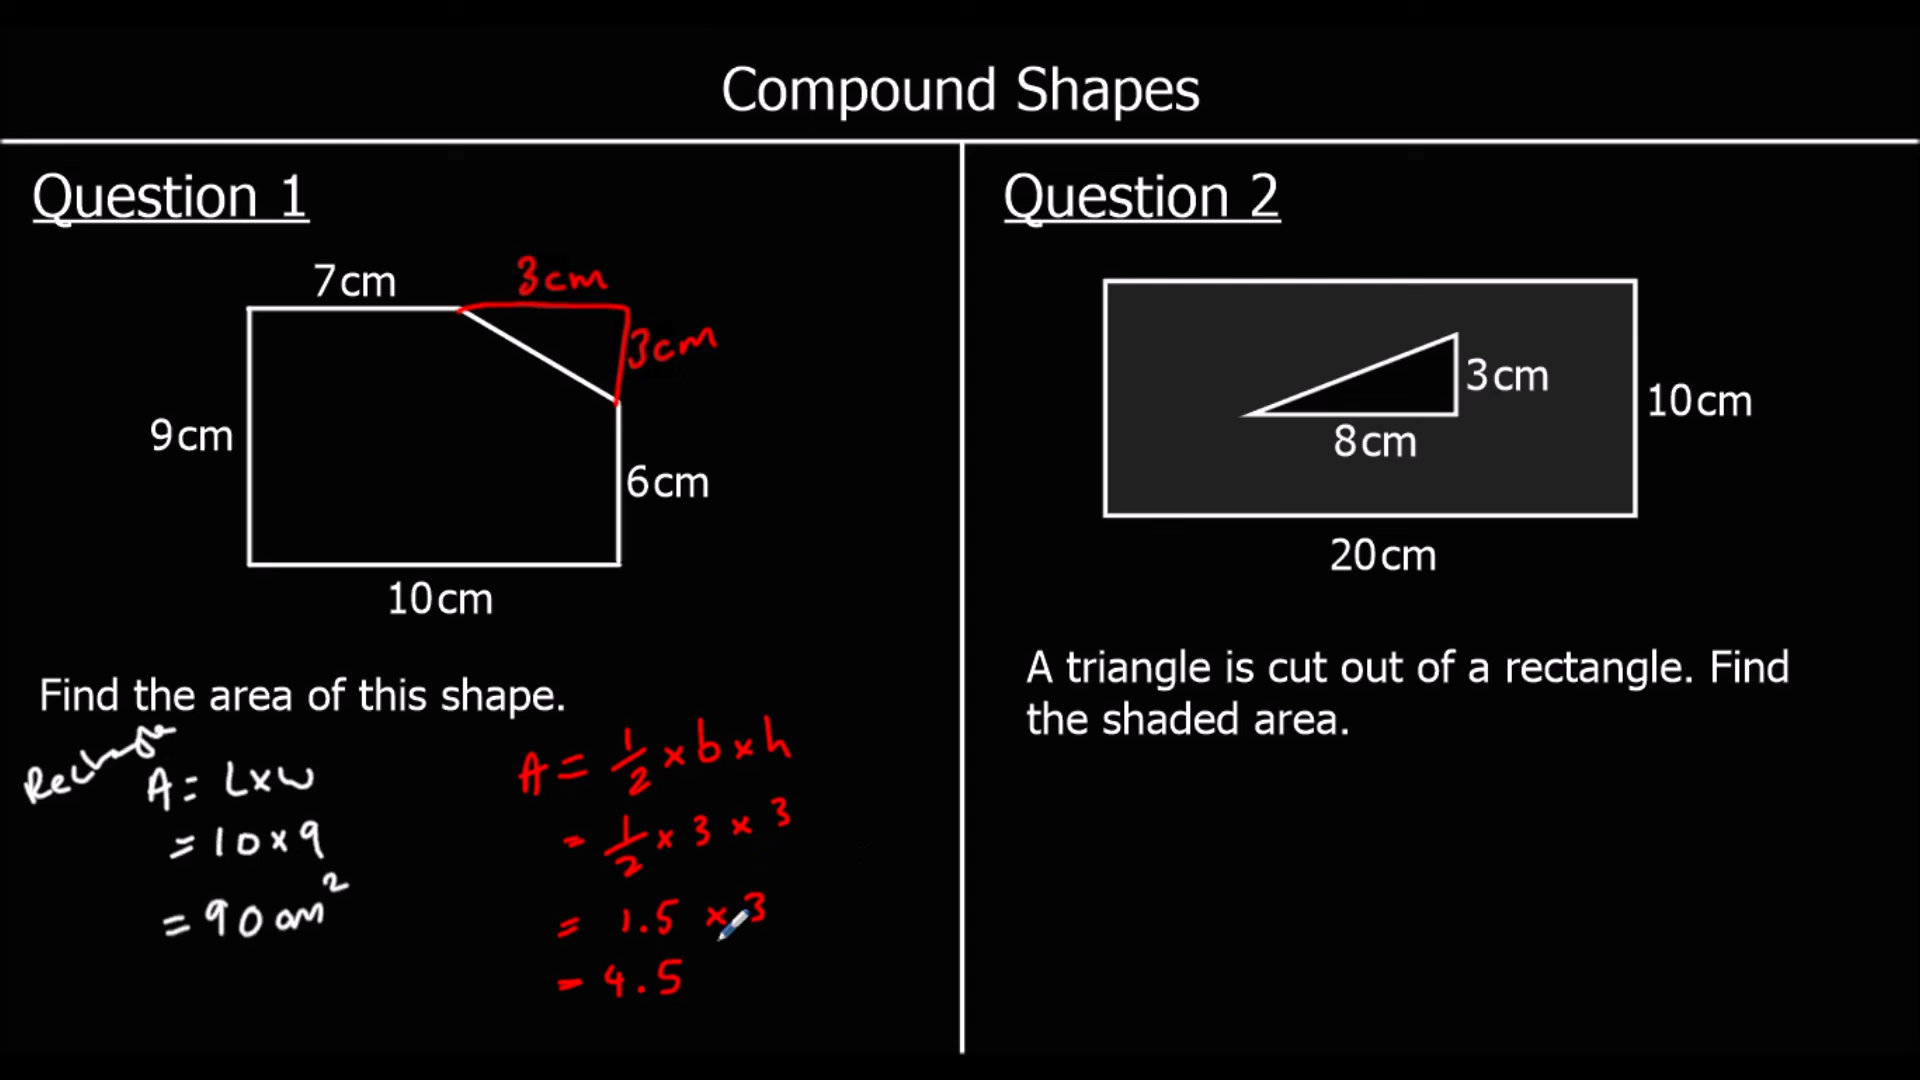 Compound Shapes
Question 1
7cm
3cm
3cm
9cm
6cm
10cm
Find the area of this shape.
A = L×w
= 10×9
= 90cm²
A = 1/2 × b × h
= 1/2 × 3 × 3
= 1.5 × 3
= 4.5
Question 2
3cm
10cm
8cm
20cm
A triangle is cut out of a rectangle. Find
the shaded area.